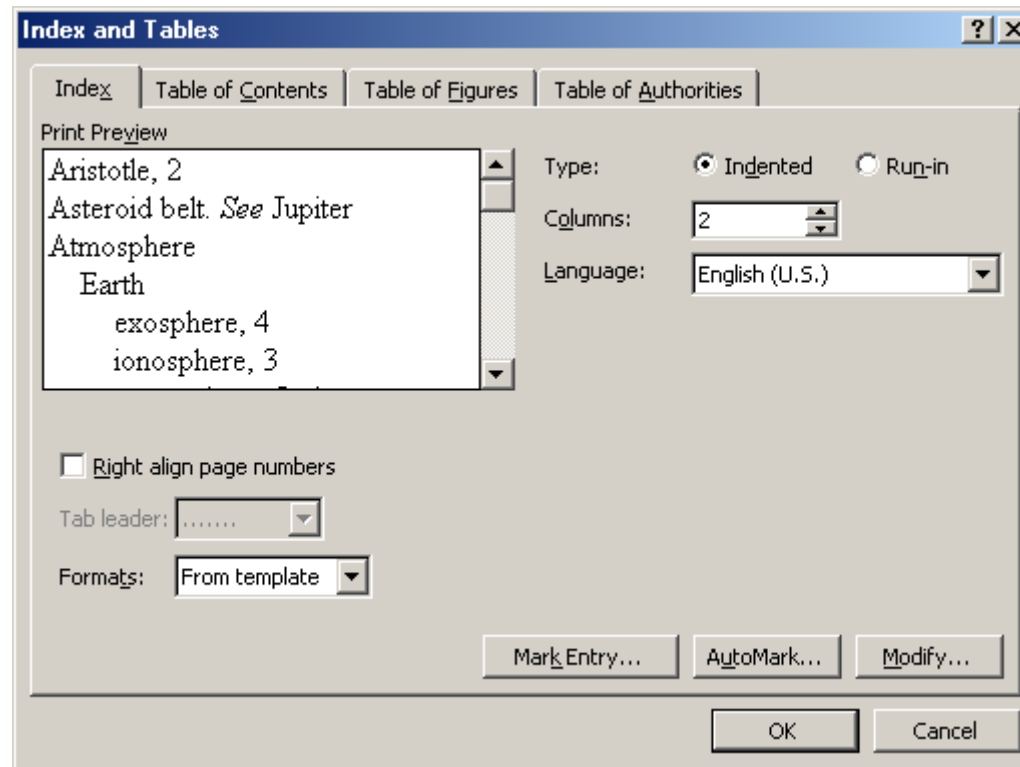 Index and Tables
Index Table of Contents Table of Figures Table of Authorities
Print Preview
Aristotle, 2
Asteroid belt. See Jupiter
Atmosphere
Earth
exosphere, 4
ionosphere, 3
Type: Indented Run-in
Columns: 2
Language: English (U.S.)
Right align page numbers
Tab leader: .......
Formats: From template
Mark Entry... AutoMark... Modify...
OK Cancel